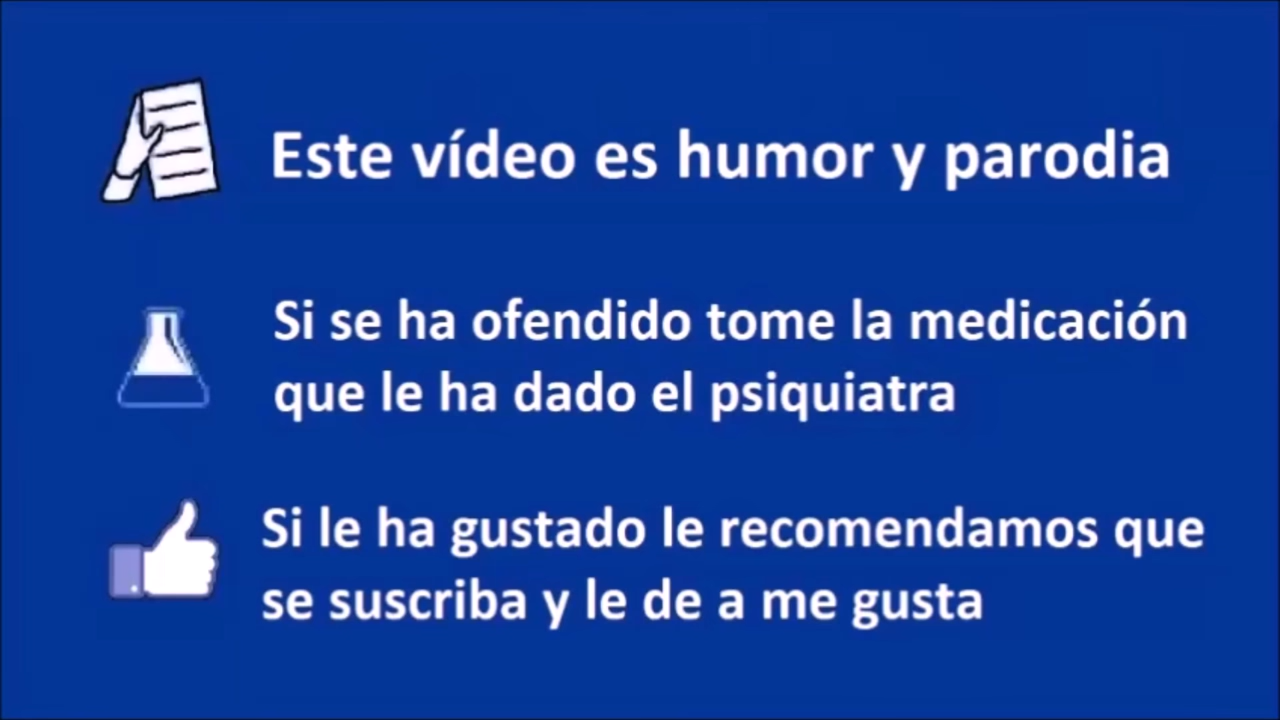 Este vídeo es humor y parodia
Si se ha ofendido tome la medicación
que le ha dado el psiquiatra
Si le ha gustado le recomendamos que
se suscriba y le de a me gusta